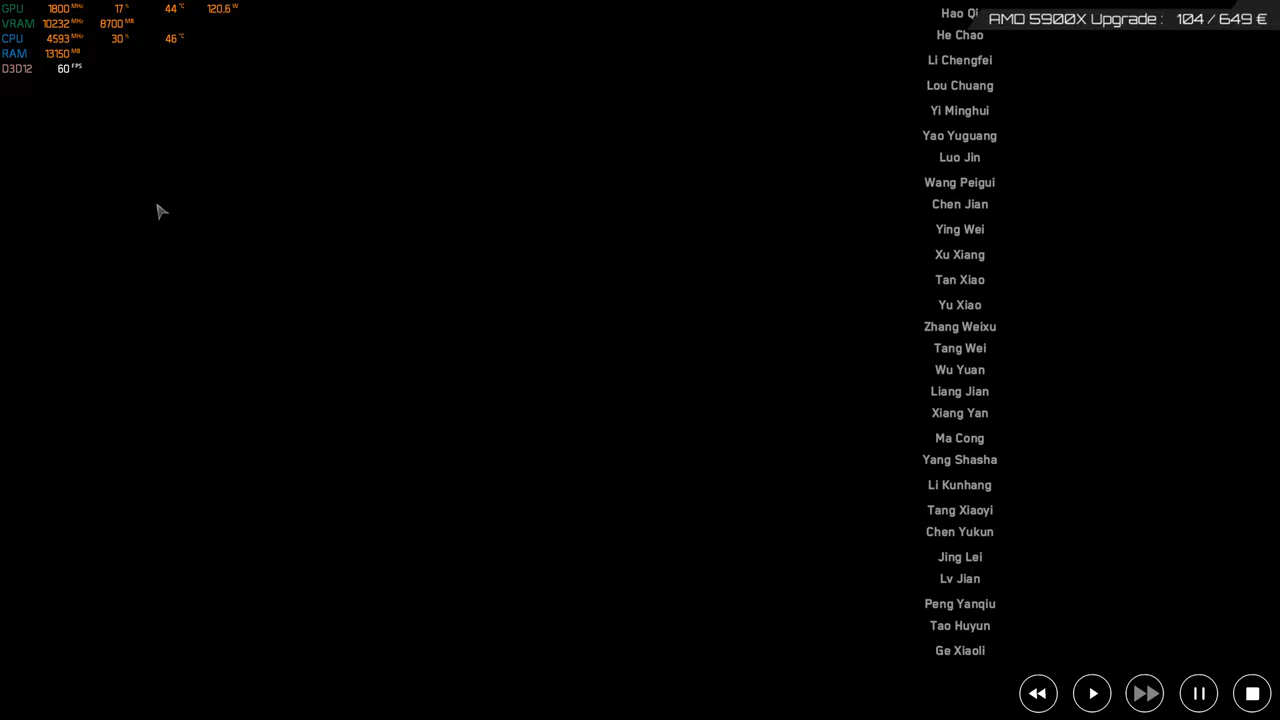 GPU 1800 MHz 17 % 44 °C 120.6 W
VRAM 10232 MHz 8700 MB
CPU 4593 MHz 30 % 46 °C
RAM 13150 MB
D3D12 60 FPS
AMD 5900X Upgrade : 104 / 649 €
Hao Qi
He Chao
Li Chengfei
Lou Chuang
Yi Minghui
Yao Yuguang
Luo Jin
Wang Peigui
Chen Jian
Ying Wei
Xu Xiang
Tan Xiao
Yu Xiao
Zhang Weixu
Tang Wei
Wu Yuan
Liang Jian
Xiang Yan
Ma Cong
Yang Shasha
Li Kunhang
Tang Xiaoyi
Chen Yukun
Jing Lei
Lv Jian
Peng Yanqiu
Tao Huyun
Ge Xiaoli